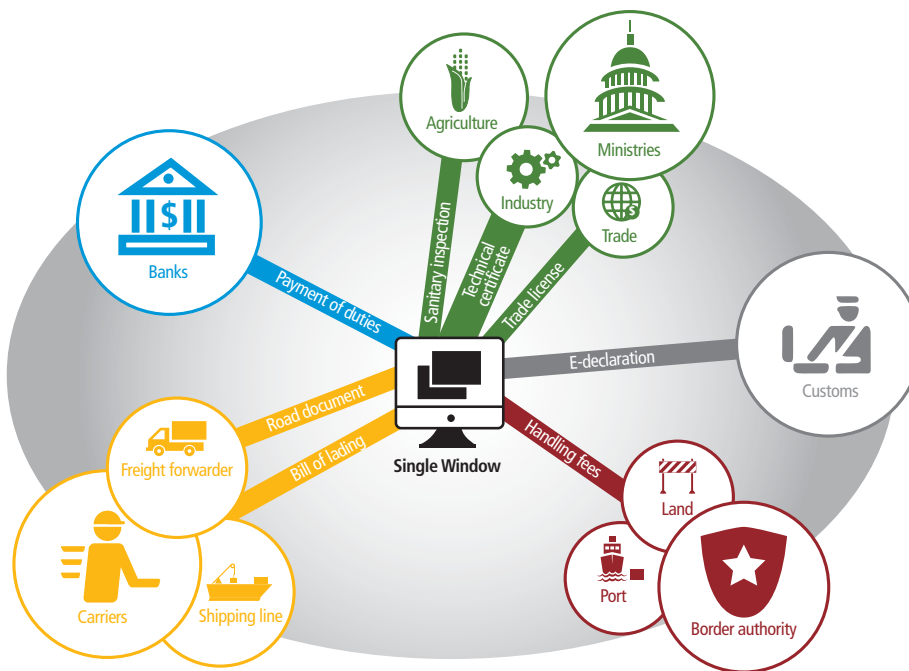 Agriculture
Ministries
Industry
Trade
Banks
$
$
Sanitary inspection
Technical
certificate
Trade license
Payment of duties
E-declaration
Customs
Road document
Bill of lading
Single Window
Handling fees
Freight forwarder
Carriers
Shipping line
Land
Port
Border authority